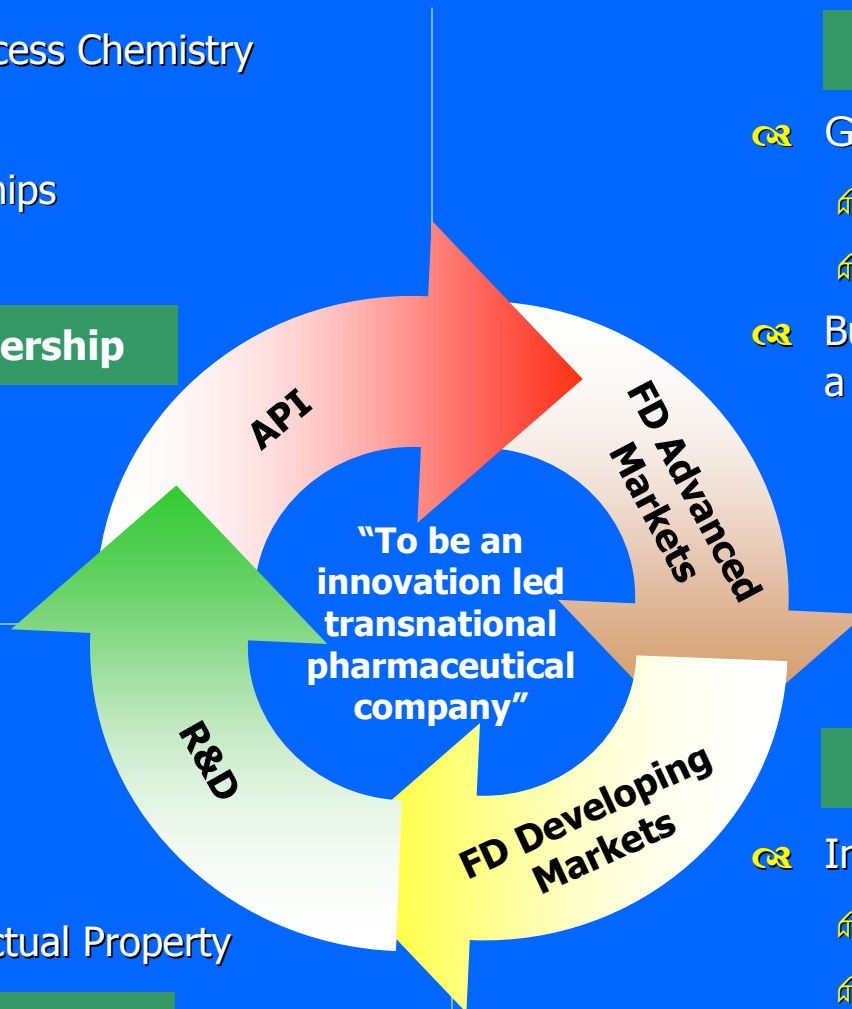 cess Chemistry
hips
ership
API
FD Advanced
Markets
"To be an
innovation led
transnational
pharmaceutical
company"
R&D
FD Developing
Markets
ctual Property
G
Bu
a
In